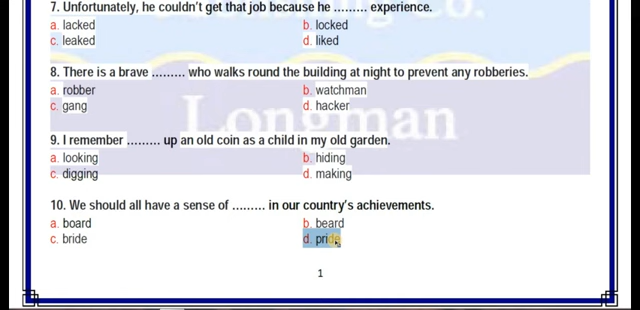 7. Unfortunately, he couldn't get that job because he ......... experience.
a. lacked b. locked
c. leaked d. liked
8. There is a brave ......... who walks round the building at night to prevent any robberies.
a. robber b. watchman
c. gang d. hacker
Longman
9. I remember ......... up an old coin as a child in my old garden.
a. looking b. hiding
c. digging d. making
10. We should all have a sense of ......... in our country's achievements.
a. board b. beard
c. bride d. pride
1